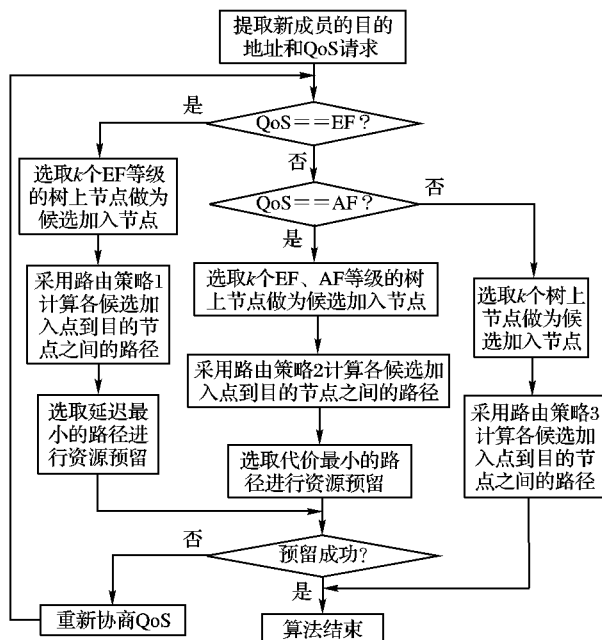 提取新成员的目的
地址和QoS请求
是
QoS==EF?
否
选取k个EF等级
的树上节点做为
候选加入节点
QoS==AF?
否
是
采用路由策略1
计算各候选加
入点到目的节
点之间的路径
选取k个EF、AF等级的树
上节点做为候选加入节点
选取k个树上
节点做为候
选加入节点
采用路由策略2计算各候选加
入点到目的节点之间的路径
选取延迟最
小的路径进
行资源预留
采用路由策略3
计算各候选加
入点到目的节
点之间的路径
选取代价最小的路
径进行资源预留
否
预留成功?
是
重新协商QoS
算法结束